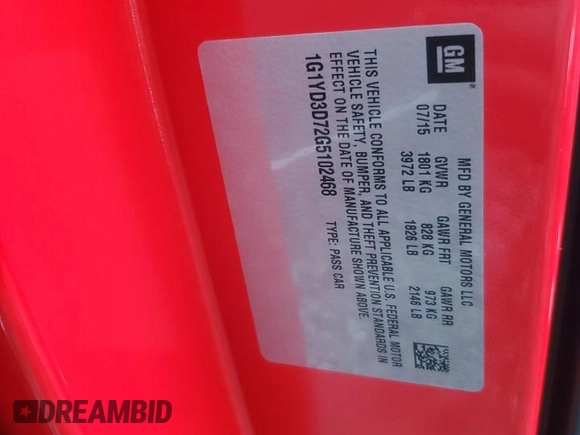 GM
MFD BY GENERAL MOTORS LLC
DATE GVWR GAWR FRT GAWR RR
07/15 1801 KG 828 KG 973 KG
3972 LB 1826 LB 2146 LB
THIS VEHICLE CONFORMS TO ALL APPLICABLE U.S. FEDERAL MOTOR
VEHICLE SAFETY, BUMPER, AND THEFT PREVENTION STANDARDS IN
EFFECT ON THE DATE OF MANUFACTURE SHOWN ABOVE.
1G1YD3D72G5102468 TYPE: PASS CAR
DREAMBID